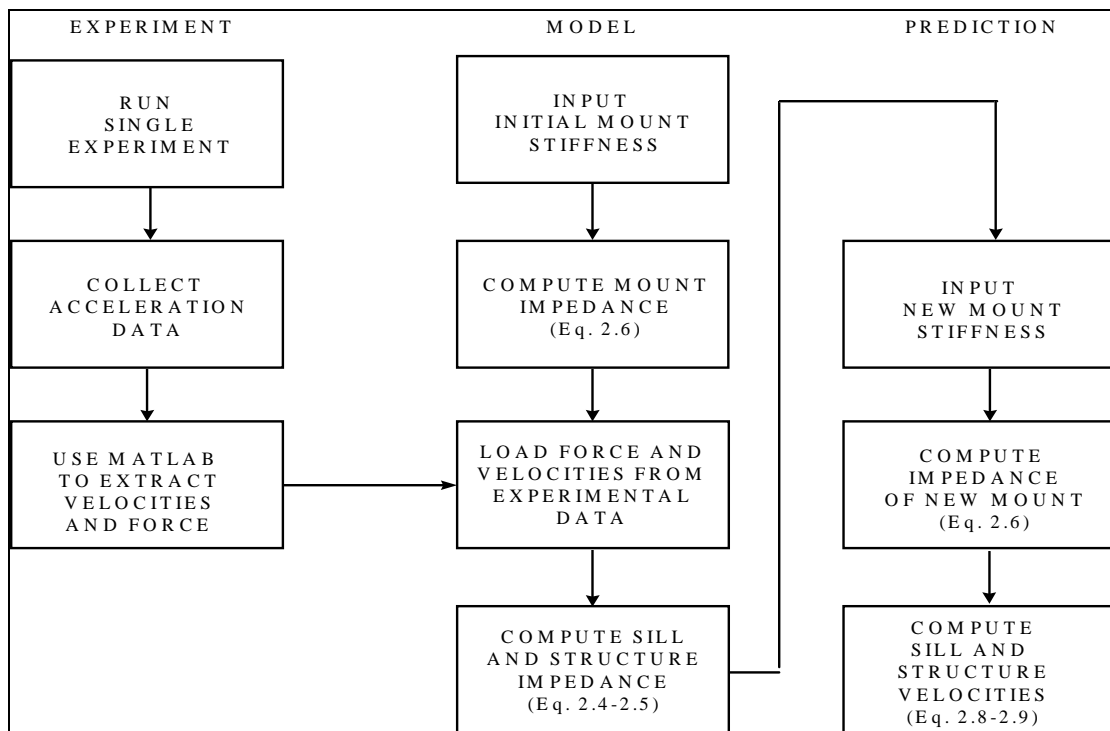 EXPERIMENT
RUN
SINGLE
EXPERIMENT
COLLECT
ACCELERATION
DATA
USE MATLAB
TO EXTRACT
VELOCITIES
AND FORCE
MODEL
INPUT
INITIAL MOUNT
STIFFNESS
COMPUTE MOUNT
IMPEDANCE
(Eq. 2.6)
LOAD FORCE AND
VELOCITIES FROM
EXPERIMENTAL
DATA
COMPUTE SILL
AND STRUCTURE
IMPEDANCE
(Eq. 2.4-2.5)
PREDICTION
INPUT
NEW MOUNT
STIFFNESS
COMPUTE
IMPEDANCE
OF NEW MOUNT
(Eq. 2.6)
COMPUTE
SILL AND
STRUCTURE
VELOCITIES
(Eq. 2.8-2.9)